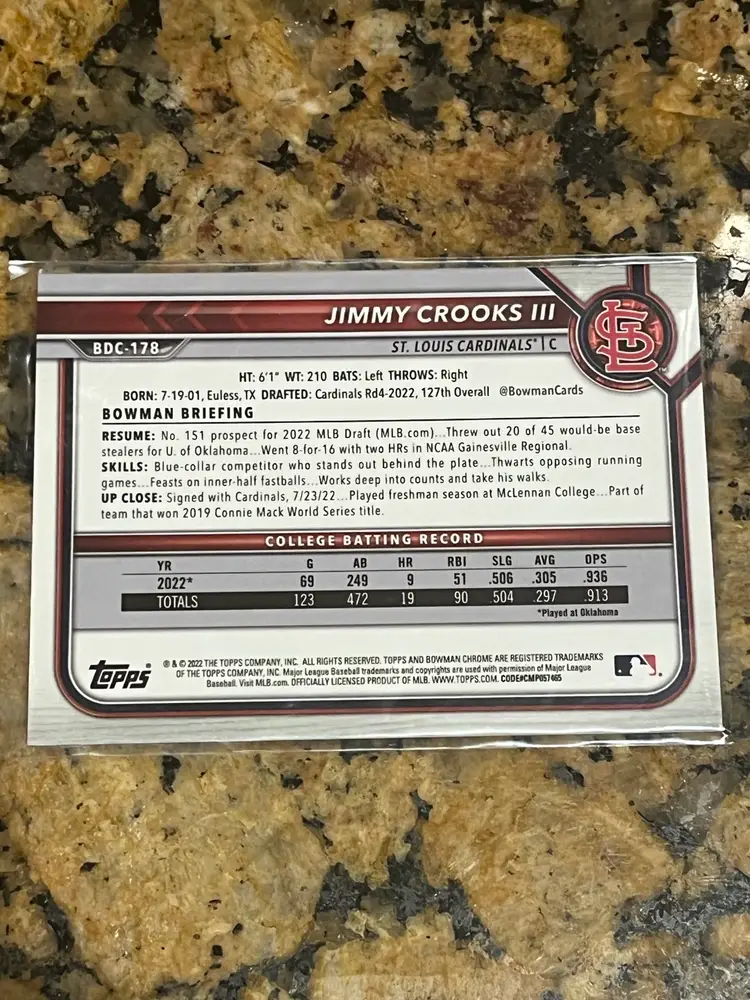 JIMMY CROOKS III
BDC-178
ST. LOUIS CARDINALS® | C
STL
HT: 6'1" WT: 210 BATS: Left THROWS: Right
BORN: 7-19-01, Euless, TX DRAFTED: Cardinals Rd4-2022, 127th Overall @BowmanCards
BOWMAN BRIEFING
RESUME: No. 151 prospect for 2022 MLB Draft (MLB.com)...Threw out 20 of 45 would-be base
stealers for U. of Oklahoma...Went 8-for-16 with two HRs in NCAA Gainesville Regional.
SKILLS: Blue-collar competitor who stands out behind the plate...Thwarts opposing running
games...Feasts on inner-half fastballs...Works deep into counts and take his walks.
UP CLOSE: Signed with Cardinals, 7/23/22...Played freshman season at McLennan College...Part of
team that won 2019 Connie Mack World Series title.
COLLEGE BATTING RECORD
YR G AB HR RBI SLG AVG OPS
2022* 69 249 9 51 .506 .305 .936
TOTALS 123 472 19 90 .504 .297 .913
*Played at Oklahoma
Topps®
® & © 2022 THE TOPPS COMPANY, INC. ALL RIGHTS RESERVED. TOPPS AND BOWMAN CHROME ARE REGISTERED TRADEMARKS
OF THE TOPPS COMPANY, INC. Major League Baseball trademarks and copyrights are used with permission of Major League
Baseball. Visit MLB.com. OFFICIALLY LICENSED PRODUCT OF MLB. WWW.TOPPS.COM. CODE#CMP057465